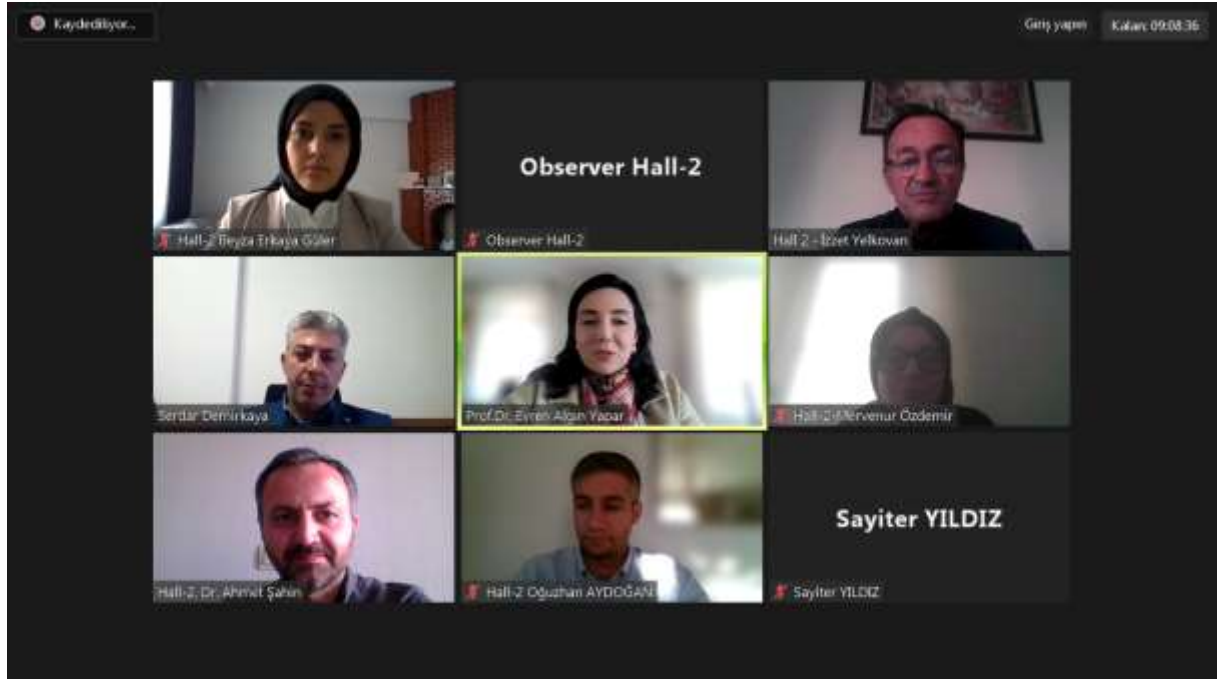 Kaydediliyor...
Giriş yapın
Kalan: 09:08:36
Observer Hall-2
Hall-2 Beyza Erkaya Güler
Observer Hall-2
Hall 2 - İzzet Yelkovan
Serdar Demirkaya
Prof.Dr. Evren Algın Yapar
Hall-2-Mervenur Özdemir
Sayiter YILDIZ
Hall-2, Dr. Ahmet Şahin
Hall-2 Oğuzhan AYDOĞAN
Sayiter YILDIZ